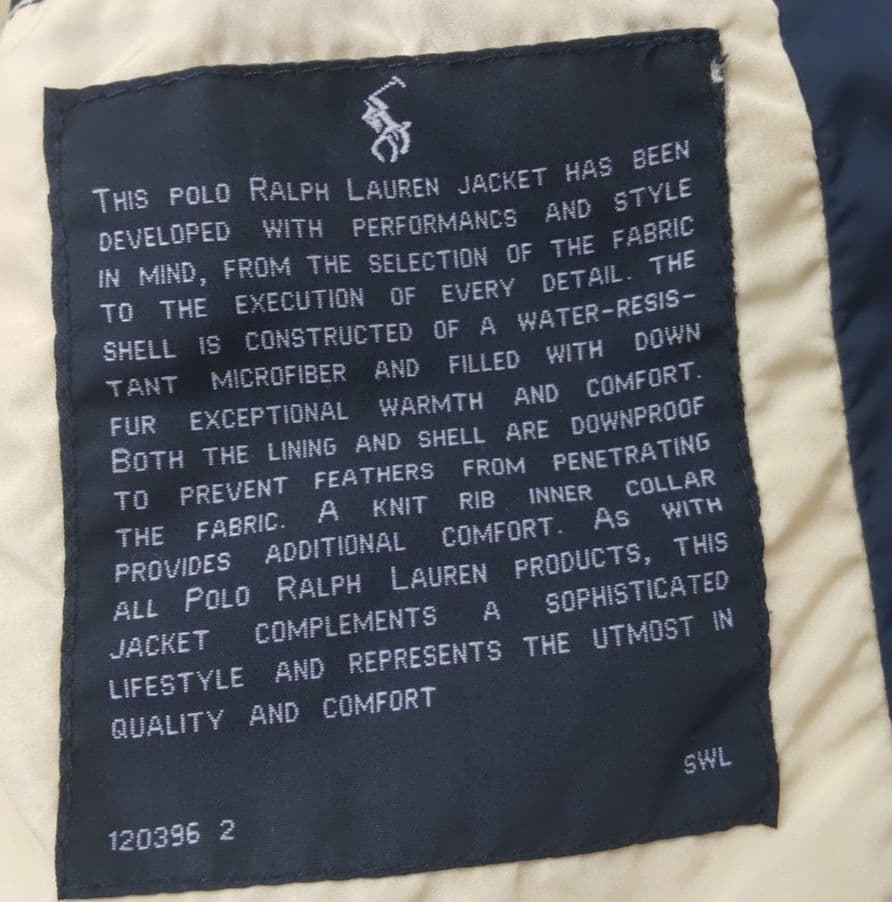 THIS POLO RALPH LAUREN JACKET HAS BEEN
DEVELOPED WITH PERFORMANCS AND STYLE
IN MIND, FROM THE SELECTION OF THE FABRIC
TO THE EXECUTION OF EVERY DETAIL. THE
SHELL IS CONSTRUCTED OF A WATER-RESIS-
TANT MICROFIBER AND FILLED WITH DOWN
FUR EXCEPTIONAL WARMTH AND COMFORT.
BOTH THE LINING AND SHELL ARE DOWNPROOF
TO PREVENT FEATHERS FROM PENETRATING
THE FABRIC. A KNIT RIB INNER COLLAR
PROVIDES ADDITIONAL COMFORT. AS WITH
ALL POLO RALPH LAUREN PRODUCTS, THIS
JACKET COMPLEMENTS A SOPHISTICATED
LIFESTYLE AND REPRESENTS THE UTMOST IN
QUALITY AND COMFORT
SWL
120396 2